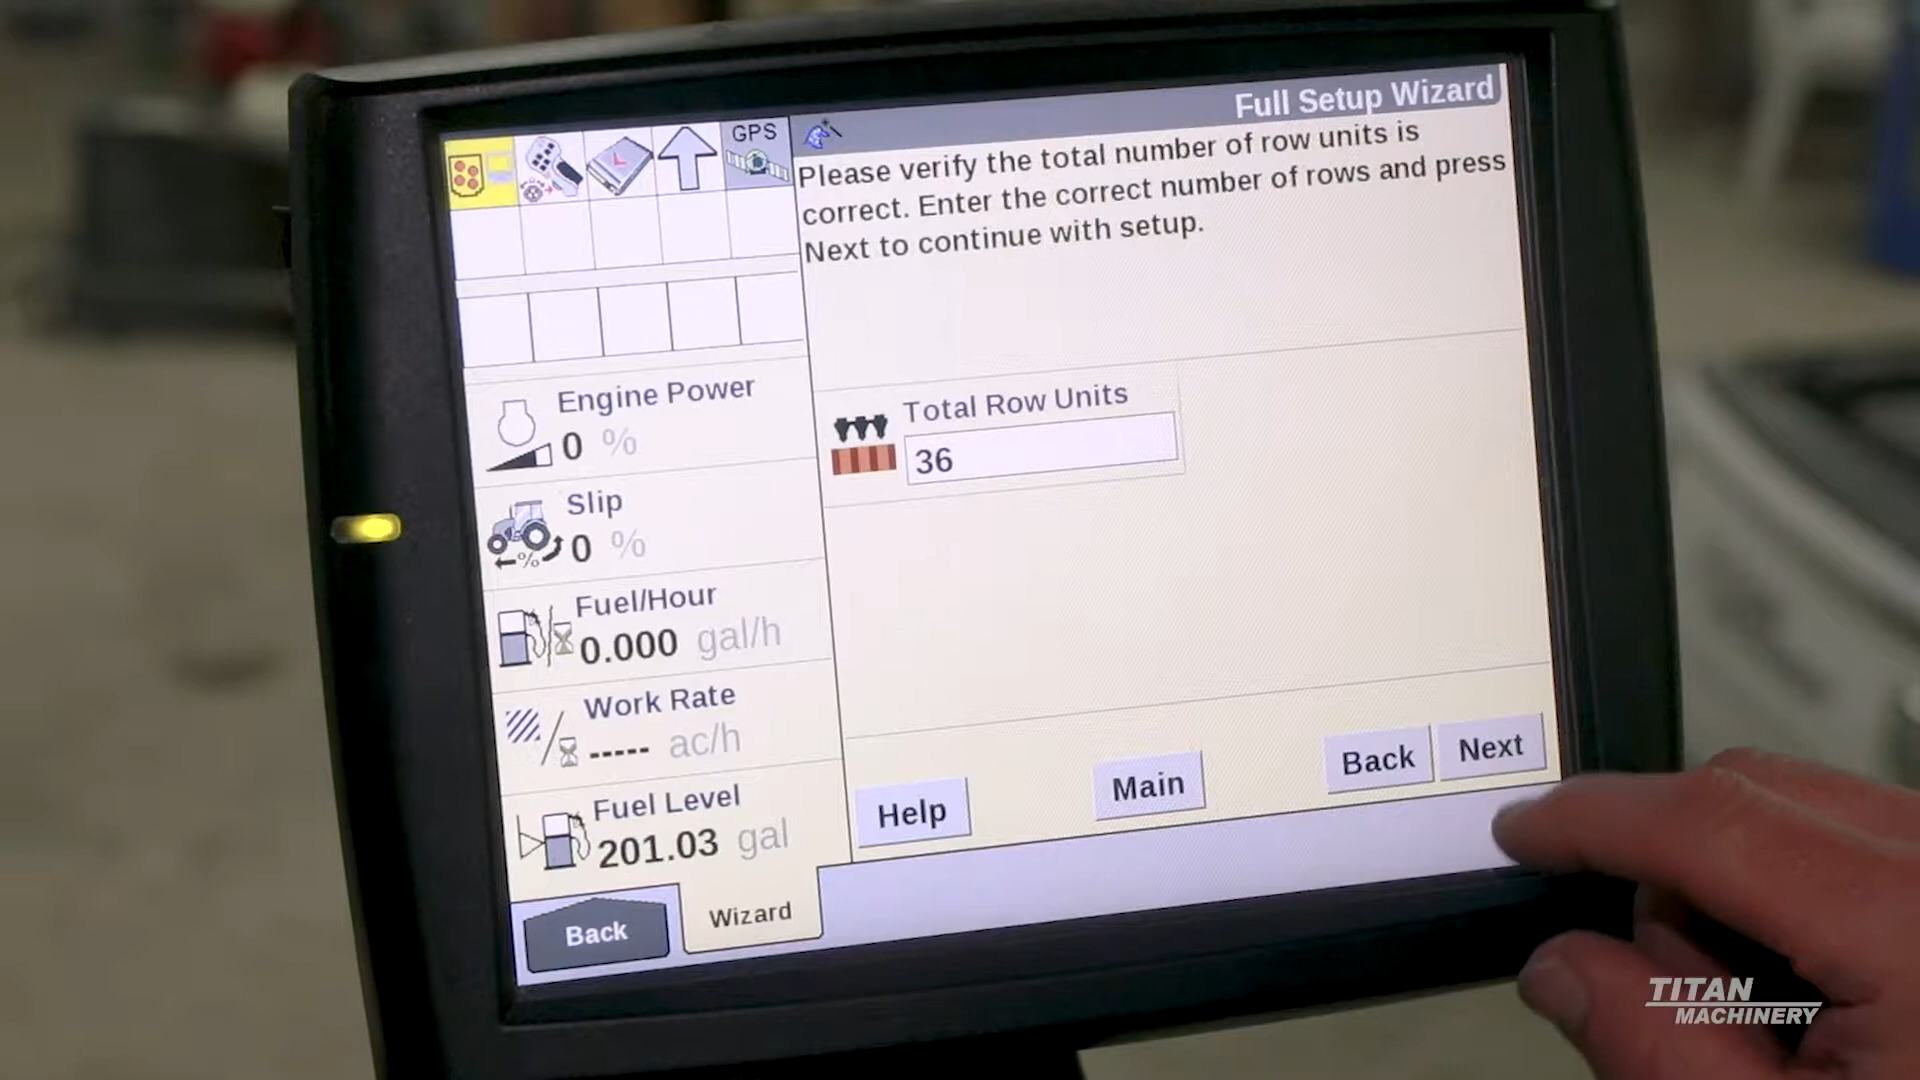 GPS
Full Setup Wizard
Please verify the total number of row units is
correct. Enter the correct number of rows and press
Next to continue with setup.
Engine Power
0 %
Slip
0 %
%
Fuel/Hour
0.000 gal/h
Work Rate
----- ac/h
Fuel Level
201.03 gal
Total Row Units
36
Help
Main
Back
Next
Back
Wizard
TITAN
MACHINERY